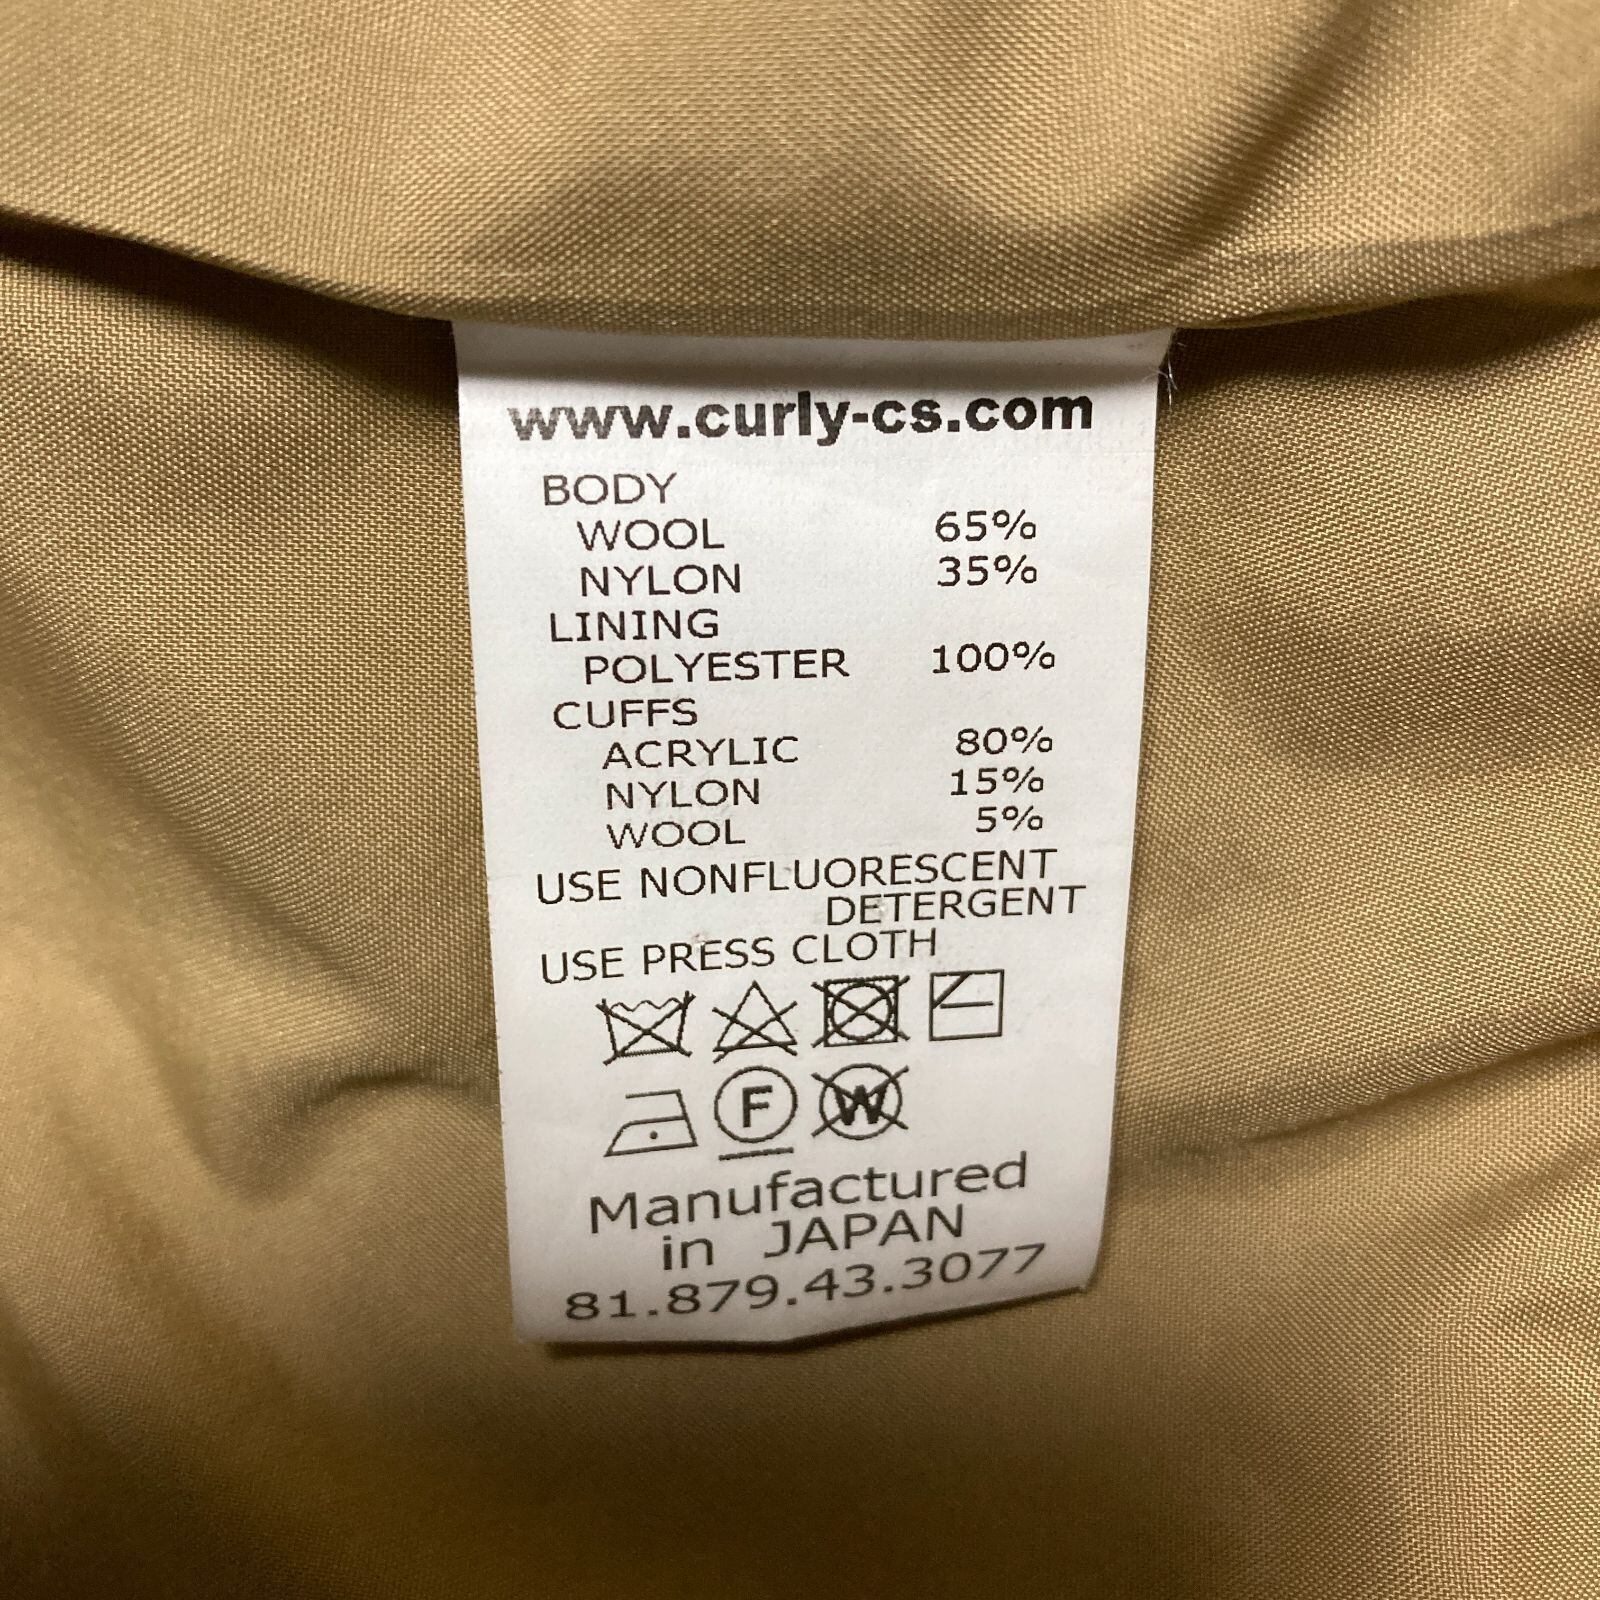 www.curly-cs.com
BODY
WOOL 65%
NYLON 35%
LINING
POLYESTER 100%
CUFFS
ACRYLIC 80%
NYLON 15%
WOOL 5%
USE NONFLUORESCENT
DETERGENT
USE PRESS CLOTH
F W
Manufactured
in JAPAN
81.879.43.3077